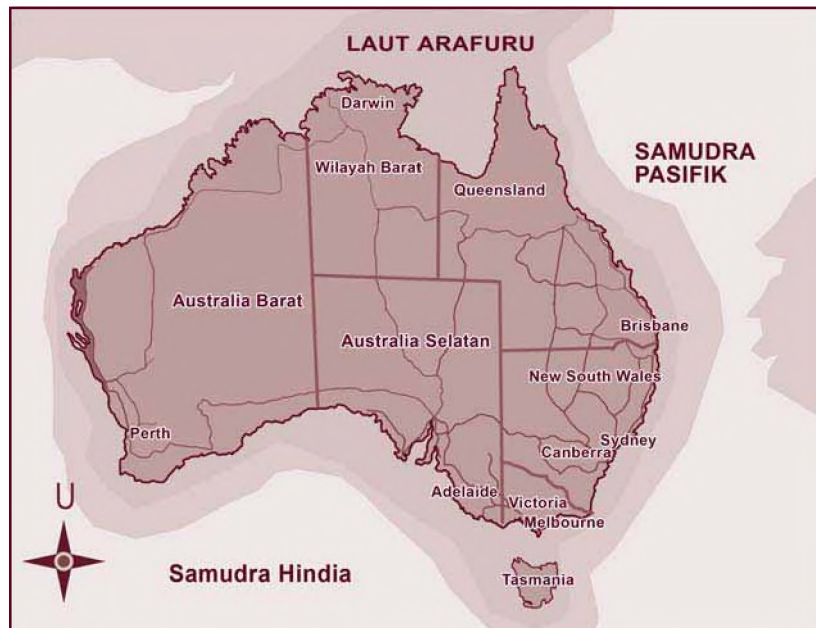 LAUT ARAFURU
Darwin
Wilayah Barat
SAMUDRA
PASIFIK
Queensland
Australia Barat
Australia Selatan
Brisbane
New South Wales
Perth
Sydney
Canberra
U
Adelaide
Victoria
Melbourne
Samudra Hindia
Tasmania